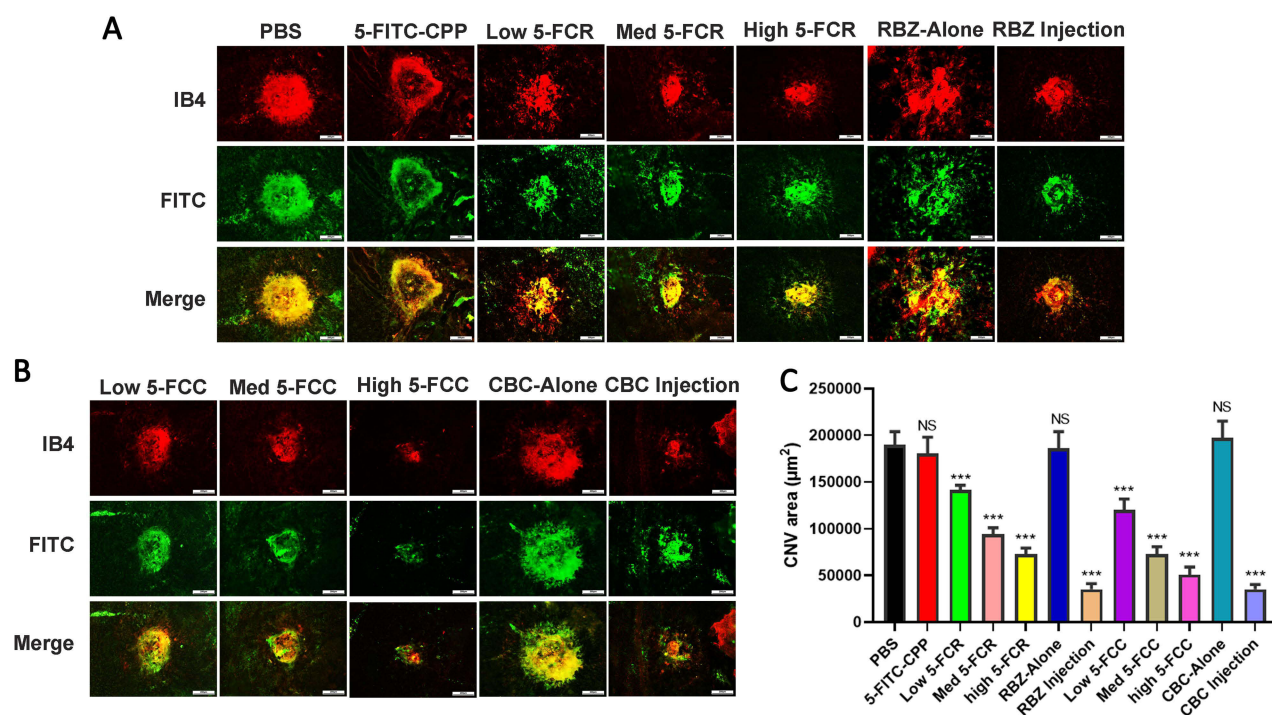 A
PBS 5-FITC-CPP Low 5-FCR Med 5-FCR High 5-FCR RBZ-Alone RBZ Injection
IB4
FITC
Merge
B
Low 5-FCC Med 5-FCC High 5-FCC CBC-Alone CBC Injection
IB4
FITC
Merge
C
CNV area (μm²)
250000
200000
150000
100000
50000
0
NS
***
***
***
NS
***
***
***
***
NS
***
PBS
5-FITC-CPP
Low 5-FCR
Med 5-FCR
high 5-FCR
RBZ-Alone
RBZ Injection
Low 5-FCC
Med 5-FCC
high 5-FCC
CBC-Alone
CBC Injection